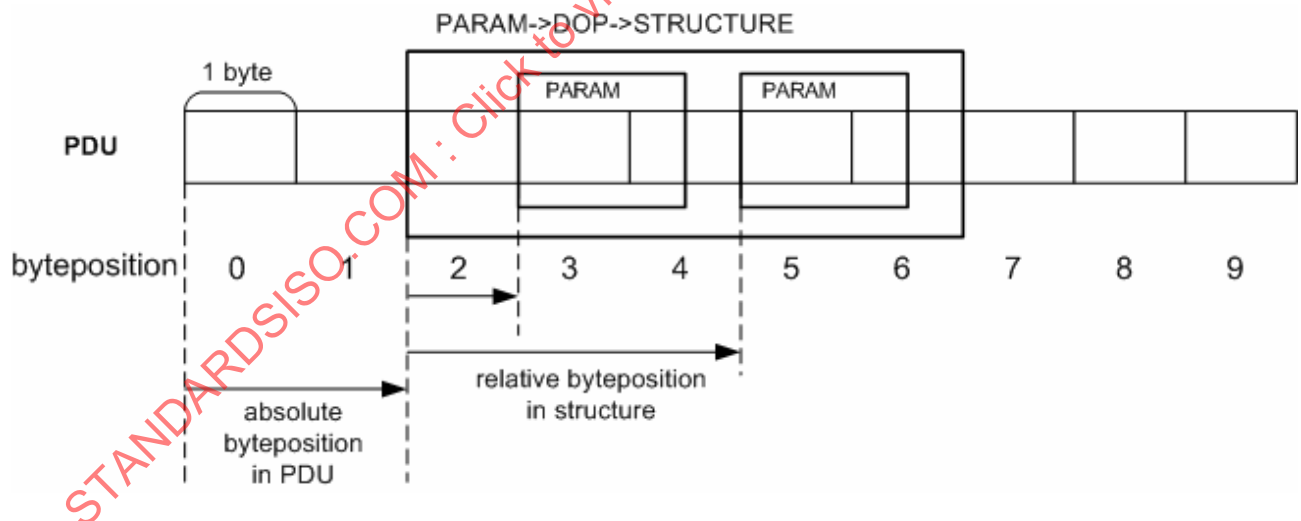 PARAM->DOP->STRUCTURE
1 byte
PARAM
PARAM
PDU
byteposition
0 1 2 3 4 5 6 7 8 9
relative byteposition
in structure
absolute
byteposition
in PDU
STANDARDSISO.COM : Click to vi